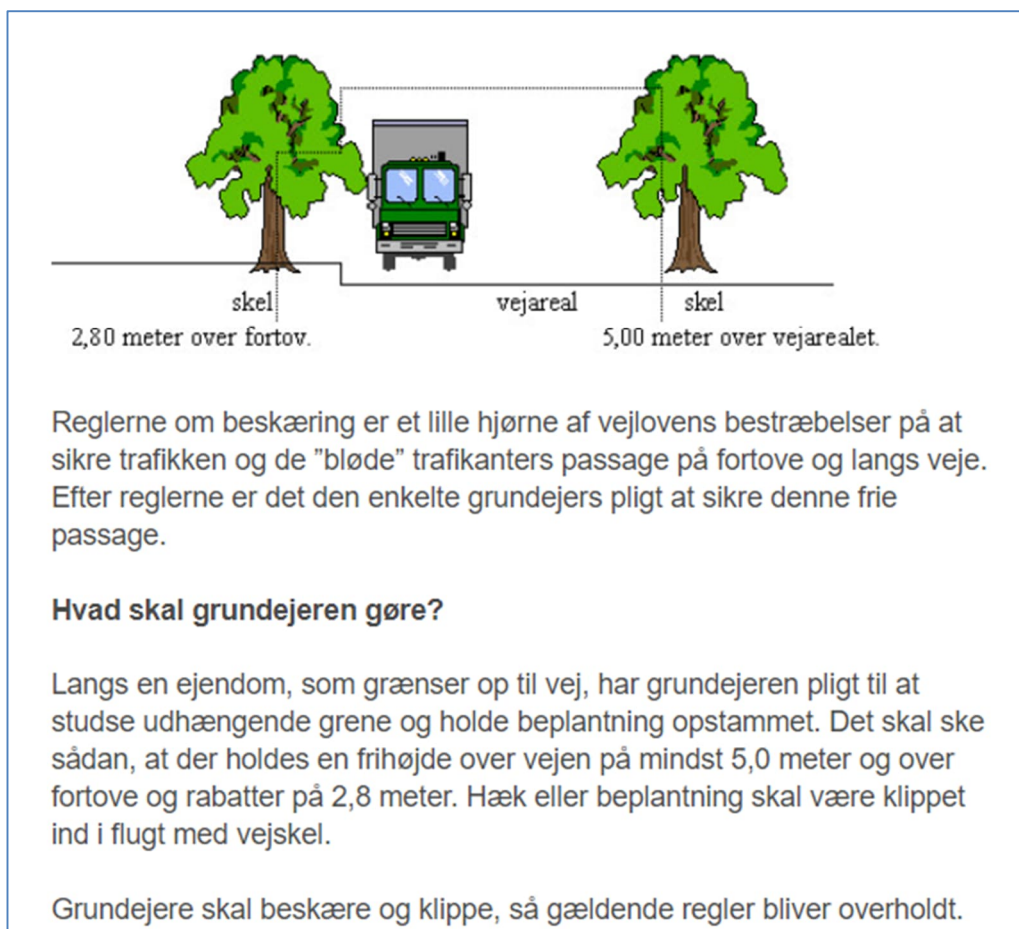 skel vejareal skel
2,80 meter over fortov. 5,00 meter over vejarealet.
Reglerne om beskæring er et lille hjørne af vejlovens bestræbelser på at
sikre trafikken og de ”bløde” trafikanters passage på fortove og langs veje.
Efter reglerne er det den enkelte grundejers pligt at sikre denne frie
passage.
Hvad skal grundejeren gøre?
Langs en ejendom, som grænser op til vej, har grundejeren pligt til at
studse udhængende grene og holde beplantning opstammet. Det skal ske
sådan, at der holdes en frihøjde over vejen på mindst 5,0 meter og over
fortove og rabatter på 2,8 meter. Hæk eller beplantning skal være klippet
ind i flugt med vejskel.
Grundejere skal beskære og klippe, så gældende regler bliver overholdt.